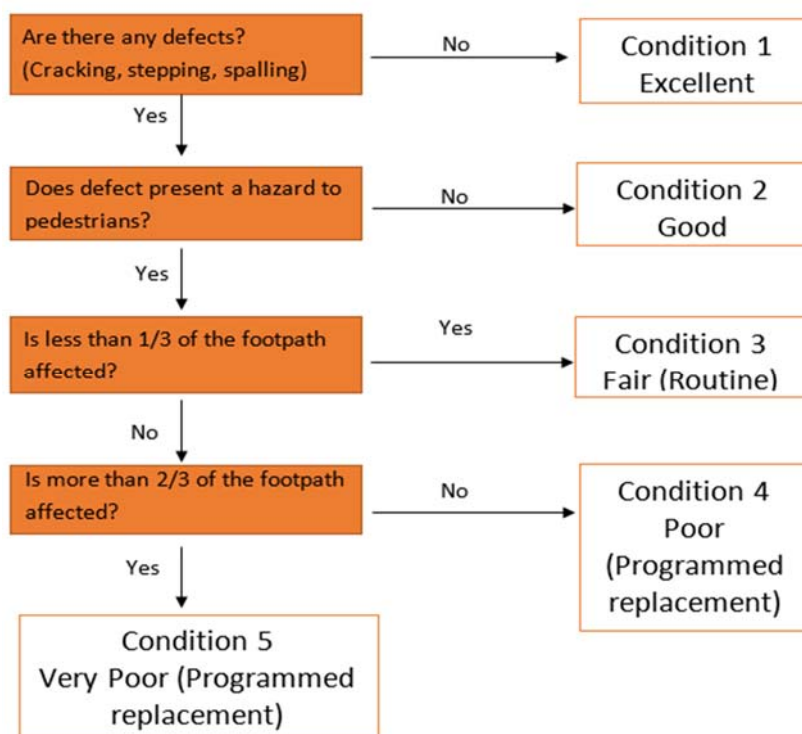 Are there any defects?
(Cracking, stepping, spalling)
No
Condition 1
Excellent
Yes
Does defect present a hazard to
pedestrians?
No
Condition 2
Good
Yes
Is less than 1/3 of the footpath
affected?
Yes
Condition 3
Fair (Routine)
No
Is more than 2/3 of the footpath
affected?
No
Condition 4
Poor
(Programmed
replacement)
Yes
Condition 5
Very Poor (Programmed
replacement)